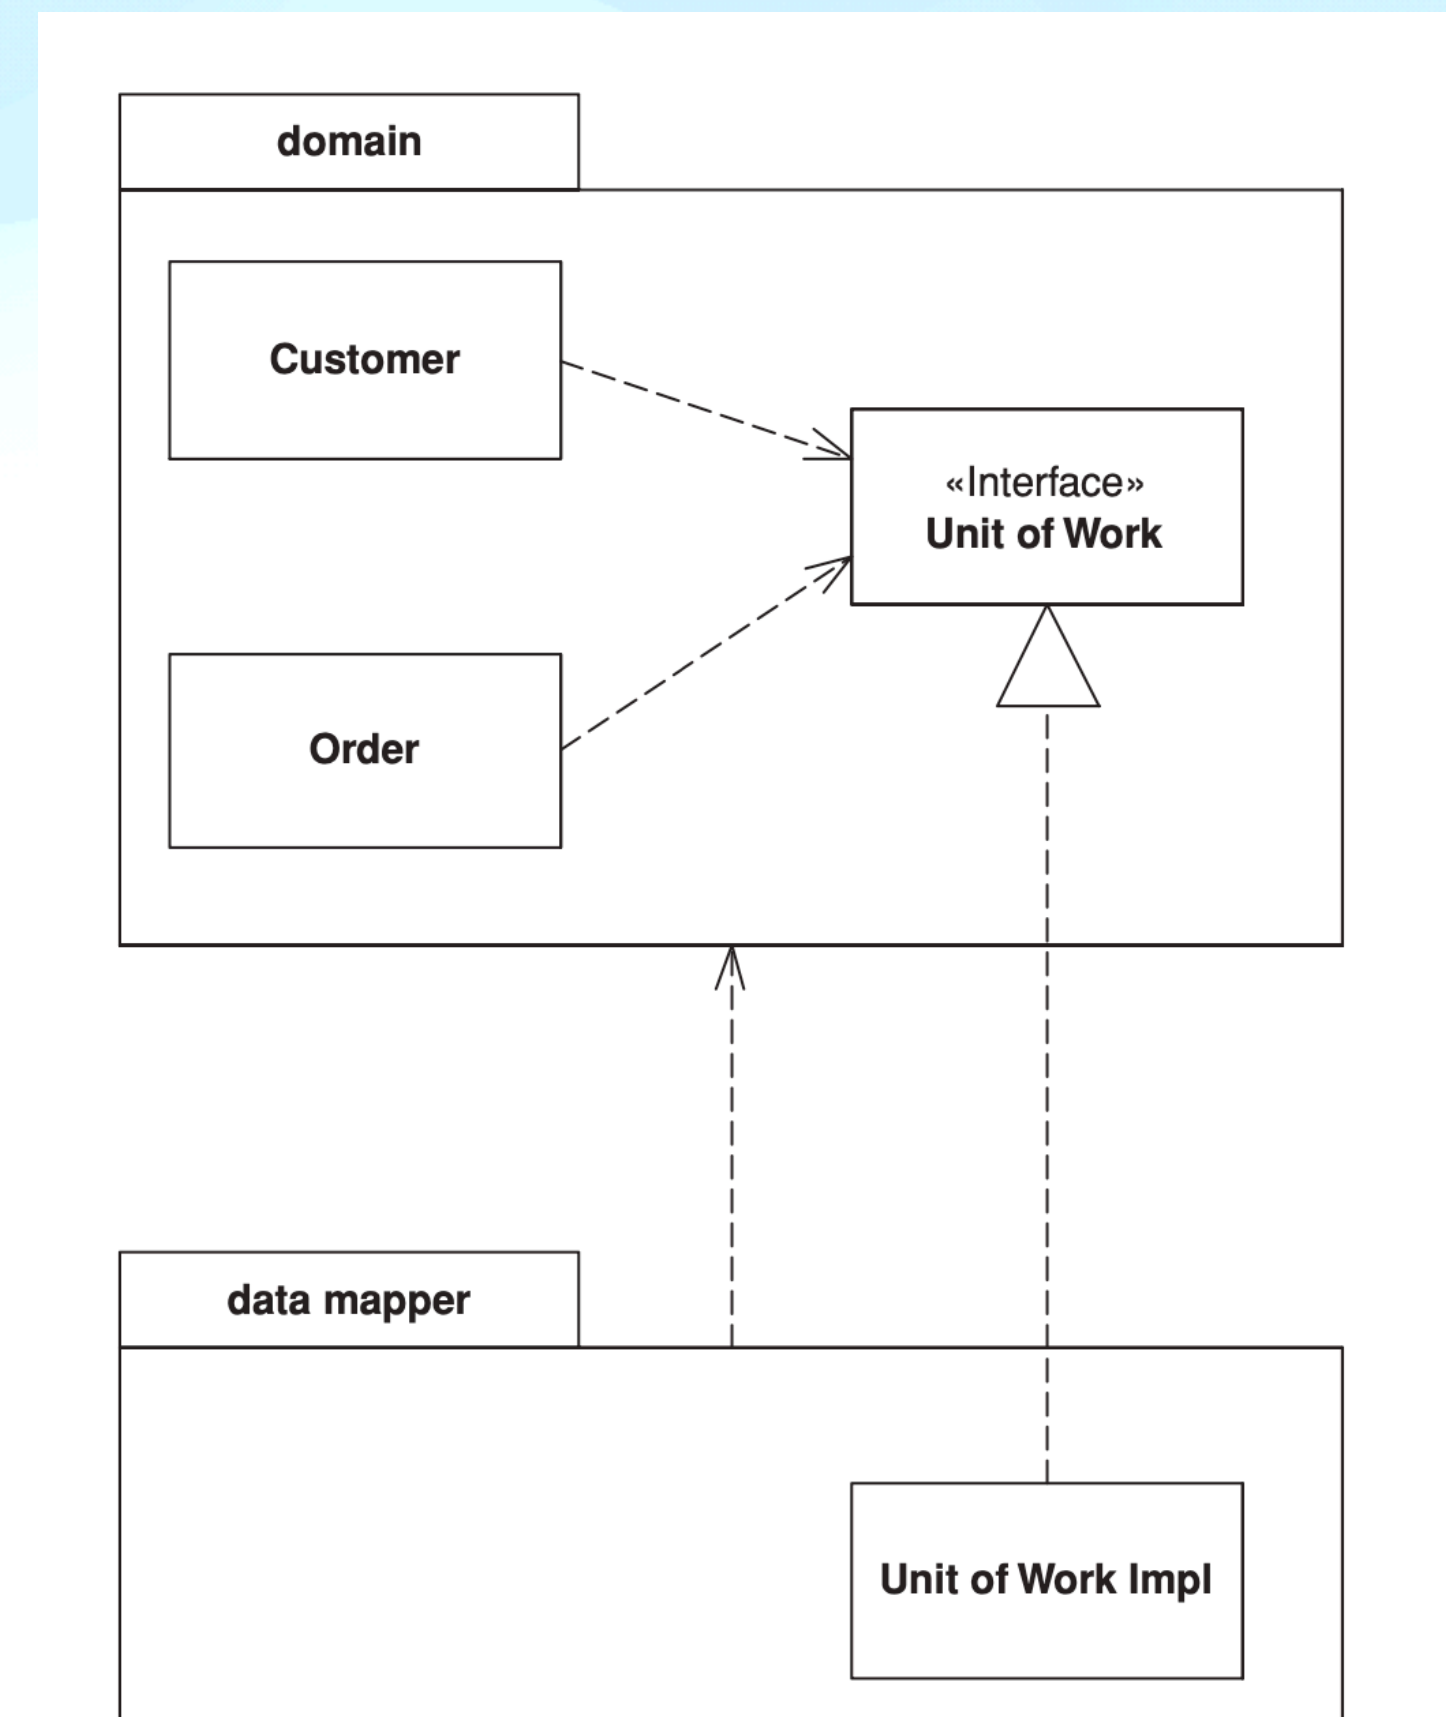 domain
Customer
«Interface»
Unit of Work
Order
data mapper
Unit of Work Impl